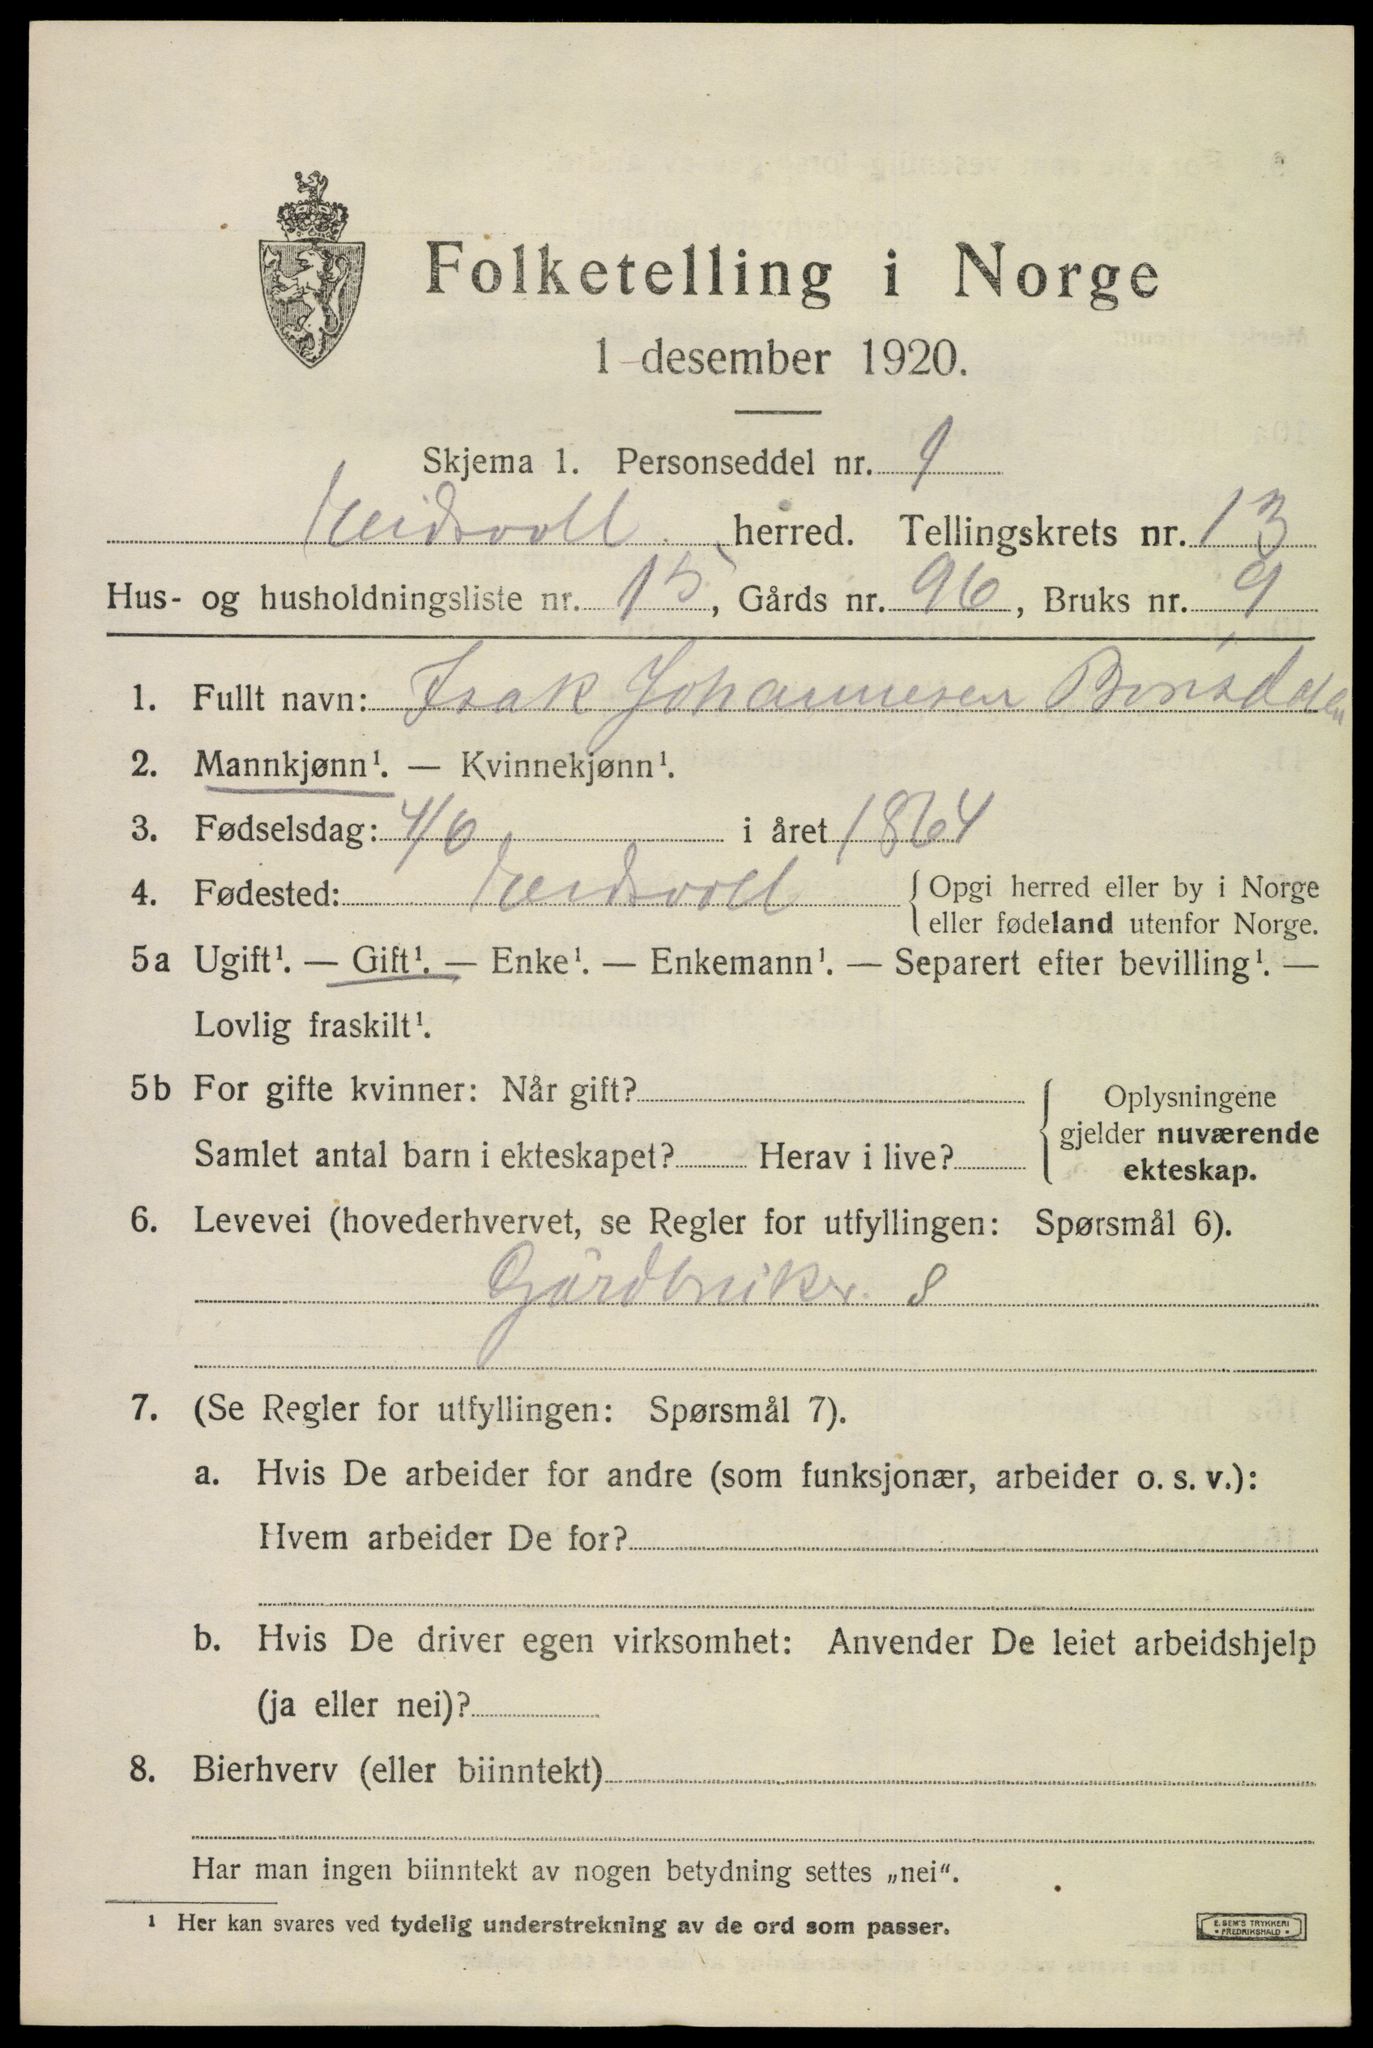 Folketelling i Norge
1 desember 1920.
Skjema 1. Personseddel nr. 1
Eidsvoll herred. Tellingskrets nr. 13
Hus- og husholdningsliste nr. 15, Gårds nr. 96, Bruks nr. 9
1. Fullt navn: Isak Johannesen
2. Mannkjønn¹. — Kvinnekjønn¹.
3. Fødselsdag: 4/6 i året 1864
4. Fødested: Eidsvoll { Opgi herred eller by i Norge
eller fødeland utenfor Norge.
5a Ugift¹. — Gift¹. — Enke¹. — Enkemann¹. — Separert efter bevilling¹. —
Lovlig fraskilt¹.
5b For gifte kvinner: Når gift?
Samlet antal barn i ekteskapet? Herav i live?
{ Oplysningene
gjelder nuværende
ekteskap.
6. Levevei (hovederhvervet, se Regler for utfyllingen: Spørsmål 6).
Gårdbruker. S
7. (Se Regler for utfyllingen: Spørsmål 7).
a. Hvis De arbeider for andre (som funksjonær, arbeider o. s. v.):
Hvem arbeider De for?
b. Hvis De driver egen virksomhet: Anvender De leiet arbeidshjelp
(ja eller nei)?
8. Bierhverv (eller biinntekt)
Har man ingen biinntekt av nogen betydning settes „nei".
¹ Her kan svares ved tydelig understrekning av de ord som passer.
E. SEM'S TRYKKERI
• FREDRIKSHALD •